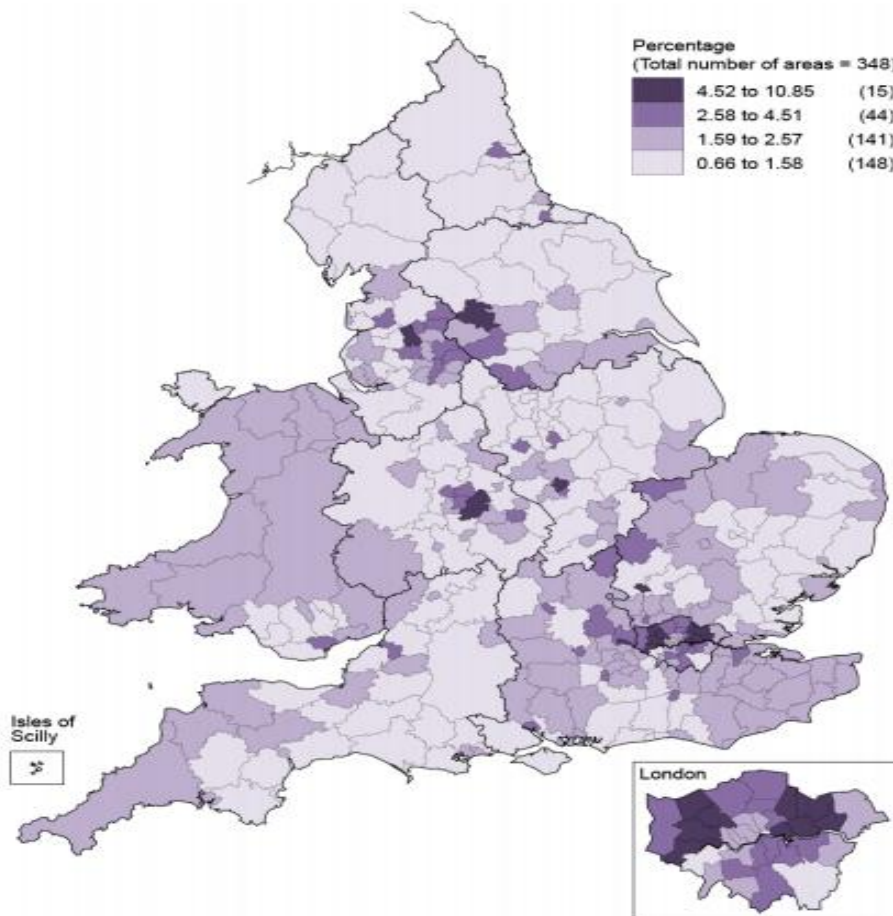 Percentage
(Total number of areas = 348)
4.52 to 10.85 (15)
2.58 to 4.51 (44)
1.59 to 2.57 (141)
0.66 to 1.58 (148)
Isles of
Scilly
London